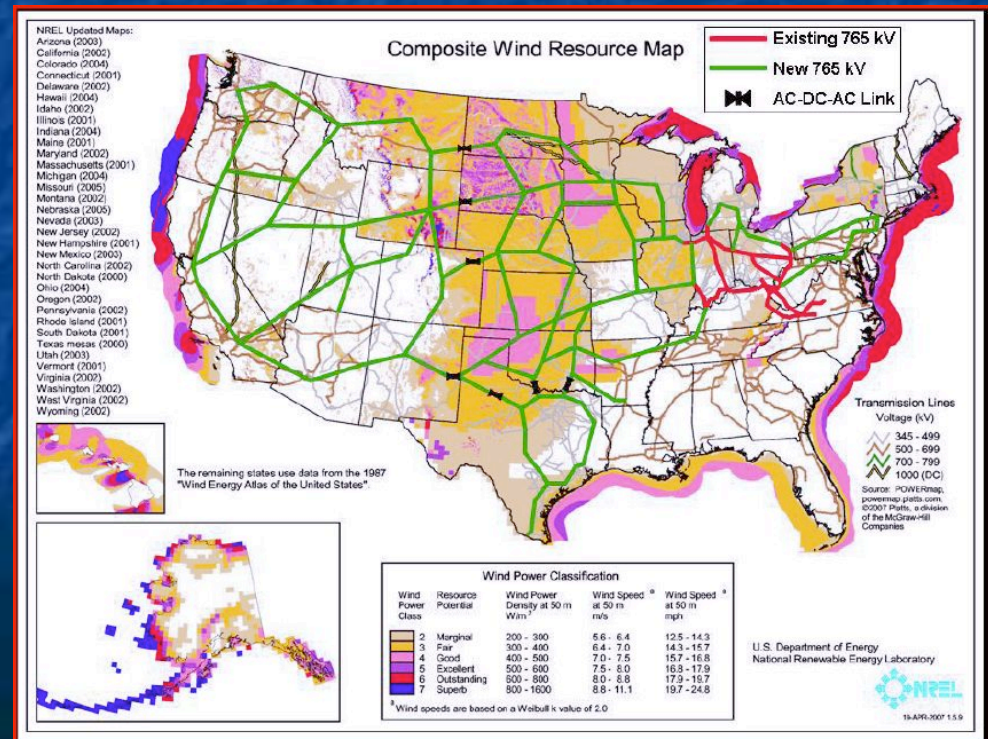 NREL Updated Maps:
Arizona (2003)
California (2002)
Colorado (2004)
Connecticut (2001)
Delaware (2002)
Hawaii (2004)
Idaho (2002)
Illinois (2001)
Indiana (2004)
Maine (2001)
Maryland (2002)
Massachusetts (2001)
Michigan (2004)
Missouri (2005)
Montana (2002)
Nebraska (2005)
Nevada (2003)
New Jersey (2002)
New Hampshire (2001)
New Mexico (2003)
North Carolina (2002)
North Dakota (2000)
Ohio (2004)
Oregon (2002)
Pennsylvania (2002)
Rhode Island (2001)
South Dakota (2001)
Texas mesas (2000)
Utah (2003)
Vermont (2001)
Virginia (2002)
Washington (2002)
West Virginia (2002)
Wyoming (2002)
Composite Wind Resource Map
Existing 765 kV
New 765 kV
AC-DC-AC Link
The remaining states use data from the 1987
"Wind Energy Atlas of the United States".
Transmission Lines
Voltage (kV)
345 - 499
500 - 699
700 - 799
1000 (DC)
Source: POWERmap,
powermap.platts.com,
©2007 Platts, a division
of the McGraw-Hill
Companies
Wind Power Classification
Wind Power Class Resource Potential Wind Power Density at 50 m W/m² Wind Speed ª at 50 m m/s Wind Speed ª at 50 m mph
2 Marginal 200 - 300 5.6 - 6.4 12.5 - 14.3
3 Fair 300 - 400 6.4 - 7.0 14.3 - 15.7
4 Good 400 - 500 7.0 - 7.5 15.7 - 16.8
5 Excellent 500 - 600 7.5 - 8.0 16.8 - 17.9
6 Outstanding 600 - 800 8.0 - 8.8 17.9 - 19.7
7 Superb 800 - 1600 8.8 - 11.1 19.7 - 24.8
ª Wind speeds are based on a Weibull k value of 2.0
U.S. Department of Energy
National Renewable Energy Laboratory
NREL
19-APR-2007 1.5.9